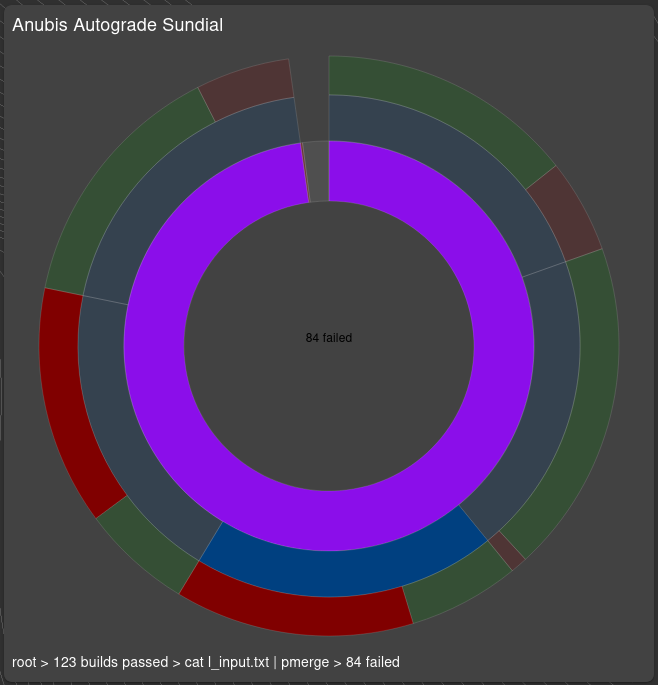 Anubis Autograde Sundial
84 failed
root > 123 builds passed > cat l_input.txt | pmerge > 84 failed